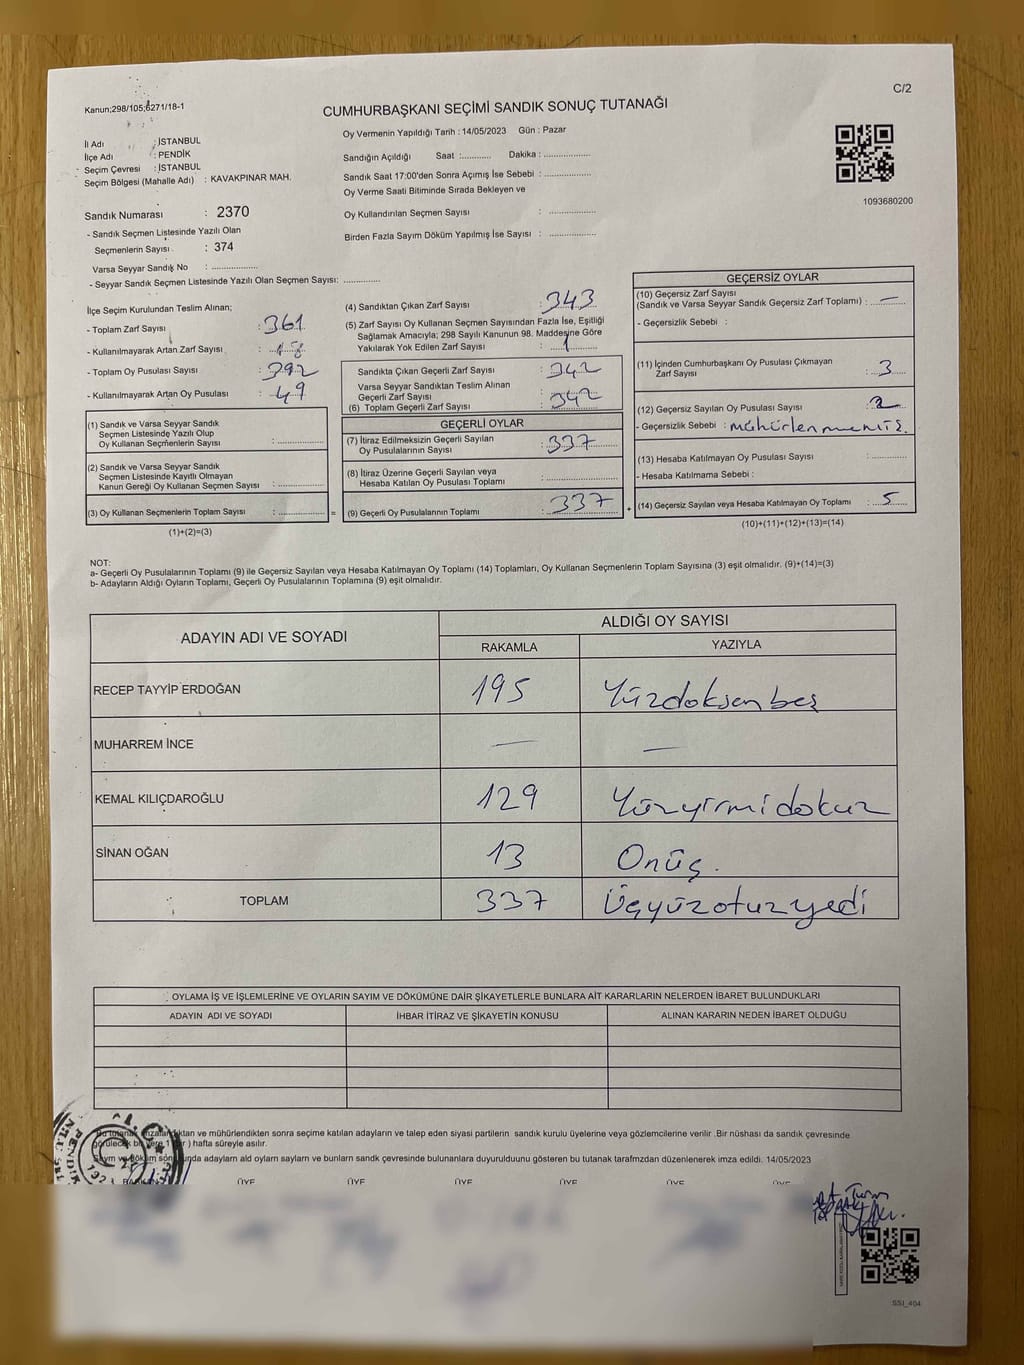 Kanun;298/105;6271/18-1
C/2
CUMHURBAŞKANI SEÇİMİ SANDIK SONUÇ TUTANAĞI
İl Adı : İSTANBUL
İlçe Adı : PENDİK
Seçim Çevresi : İSTANBUL
Seçim Bölgesi (Mahalle Adı) : KAVAKPINAR MAH.
Sandık Numarası : 2370
- Sandık Seçmen Listesinde Yazılı Olan
Seçmenlerin Sayısı : 374
Varsa Seyyar Sandık No : ................
- Seyyar Sandık Seçmen Listesinde Yazılı Olan Seçmen Sayısı: ............
Oy Vermenin Yapıldığı Tarih : 14/05/2023 Gün : Pazar
Sandığın Açıldığı Saat :........... Dakika : ................
Sandık Saat 17:00'den Sonra Açımış İse Sebebi : ................
Oy Verme Saati Bitiminde Sırada Bekleyen ve
Oy Kullandırılan Seçmen Sayısı : ................
Birden Fazla Sayım Döküm Yapılmış İse Sayısı : ................
1093680200
İlçe Seçim Kurulundan Teslim Alınan;
- Toplam Zarf Sayısı : 361
- Kullanılmayarak Artan Zarf Sayısı : 18
- Toplam Oy Pusulası Sayısı : 392
- Kullanılmayarak Artan Oy Pusulası : 49
(1) Sandık ve Varsa Seyyar Sandık
Seçmen Listesinde Yazılı Olup
Oy Kullanan Seçmenlerin Sayısı : ................
(2) Sandık ve Varsa Seyyar Sandık
Seçmen Listesinde Kayıtlı Olmayan
Kanun Gereği Oy Kullanan Seçmen Sayısı : ................
(3) Oy Kullanan Seçmenlerin Toplam Sayısı : ................ =
(1)+(2)=(3)
(4) Sandıktan Çıkan Zarf Sayısı : 343
(5) Zarf Sayısı Oy Kullanan Seçmen Sayısından Fazla İse, Eşitliği
Sağlamak Amacıyla; 298 Sayılı Kanunun 98. Maddesine Göre
Yakılarak Yok Edilen Zarf Sayısı : 1
Sandıkta Çıkan Geçerli Zarf Sayısı : 342
Varsa Seyyar Sandıktan Teslim Alınan
Geçerli Zarf Sayısı
(6) Toplam Geçerli Zarf Sayısı : 342
GEÇERLİ OYLAR
(7) İtiraz Edilmeksizin Geçerli Sayılan
Oy Pusulalarının Sayısı : 337
(8) İtiraz Üzerine Geçerli Sayılan veya
Hesaba Katılan Oy Pusulası Toplamı : ................
(9) Geçerli Oy Pusulalarının Toplamı : 337 +
GEÇERSİZ OYLAR
(10) Geçersiz Zarf Sayısı
(Sandık ve Varsa Seyyar Sandık Geçersiz Zarf Toplamı) : —
- Geçersizlik Sebebi :
(11) İçinden Cumhurbaşkanı Oy Pusulası Çıkmayan
Zarf Sayısı : 3
(12) Geçersiz Sayılan Oy Pusulası Sayısı : 2
- Geçersizlik Sebebi : mühürlenmemiş.
(13) Hesaba Katılmayan Oy Pusulası Sayısı : ............
- Hesaba Katılmama Sebebi :
(14) Geçersiz Sayılan veya Hesaba Katılmayan Oy Toplamı : 5
(10)+(11)+(12)+(13)=(14)
NOT:
a- Geçerli Oy Pusulalarının Toplamı (9) ile Geçersiz Sayılan veya Hesaba Katılmayan Oy Toplamı (14) Toplamları, Oy Kullanan Seçmenlerin Toplam Sayısına (3) eşit olmalıdır. (9)+(14)=(3)
b- Adayların Aldığı Oyların Toplamı, Geçerli Oy Pusulalarının Toplamına (9) eşit olmalıdır.
ADAYIN ADI VE SOYADI
ALDIĞI OY SAYISI
RAKAMLA YAZIYLA
RECEP TAYYİP ERDOĞAN 195 Yüzdoksanbeş
MUHARREM İNCE — —
KEMAL KILIÇDAROĞLU 129 Yüzyirmidokuz
SİNAN OĞAN 13 Onüç.
TOPLAM 337 Üçyüzotuzyedi
OYLAMA İŞ VE İŞLEMLERİNE VE OYLARIN SAYIM VE DÖKÜMÜNE DAİR ŞİKAYETLERLE BUNLARA AİT KARARLARIN NELERDEN İBARET BULUNDUKLARI
ADAYIN ADI VE SOYADI İHBAR İTİRAZ VE ŞİKAYETİN KONUSU ALINAN KARARIN NEDEN İBARET OLDUĞU
Bu tutanak imzalandıktan ve mühürlendikten sonra seçime katılan adayların ve talep eden siyasi partilerin sandık kurulu üyelerine veya gözlemcilerine verilir .Bir nüshası da sandık çevresinde
görülecek bir yere 1 (bir) hafta süreyle asılır.
Sayım ve döküm sonunda adayların ald oyların sayların ve bunların sandk çevresinde bulunanlara duyuruldduunu gösteren bu tutanak tarafmzdan düzenlenerek imza edildi. 14/05/2023
BAŞKAN ÜYE ÜYE ÜYE ÜYE ÜYE ÜYE
SSI_404